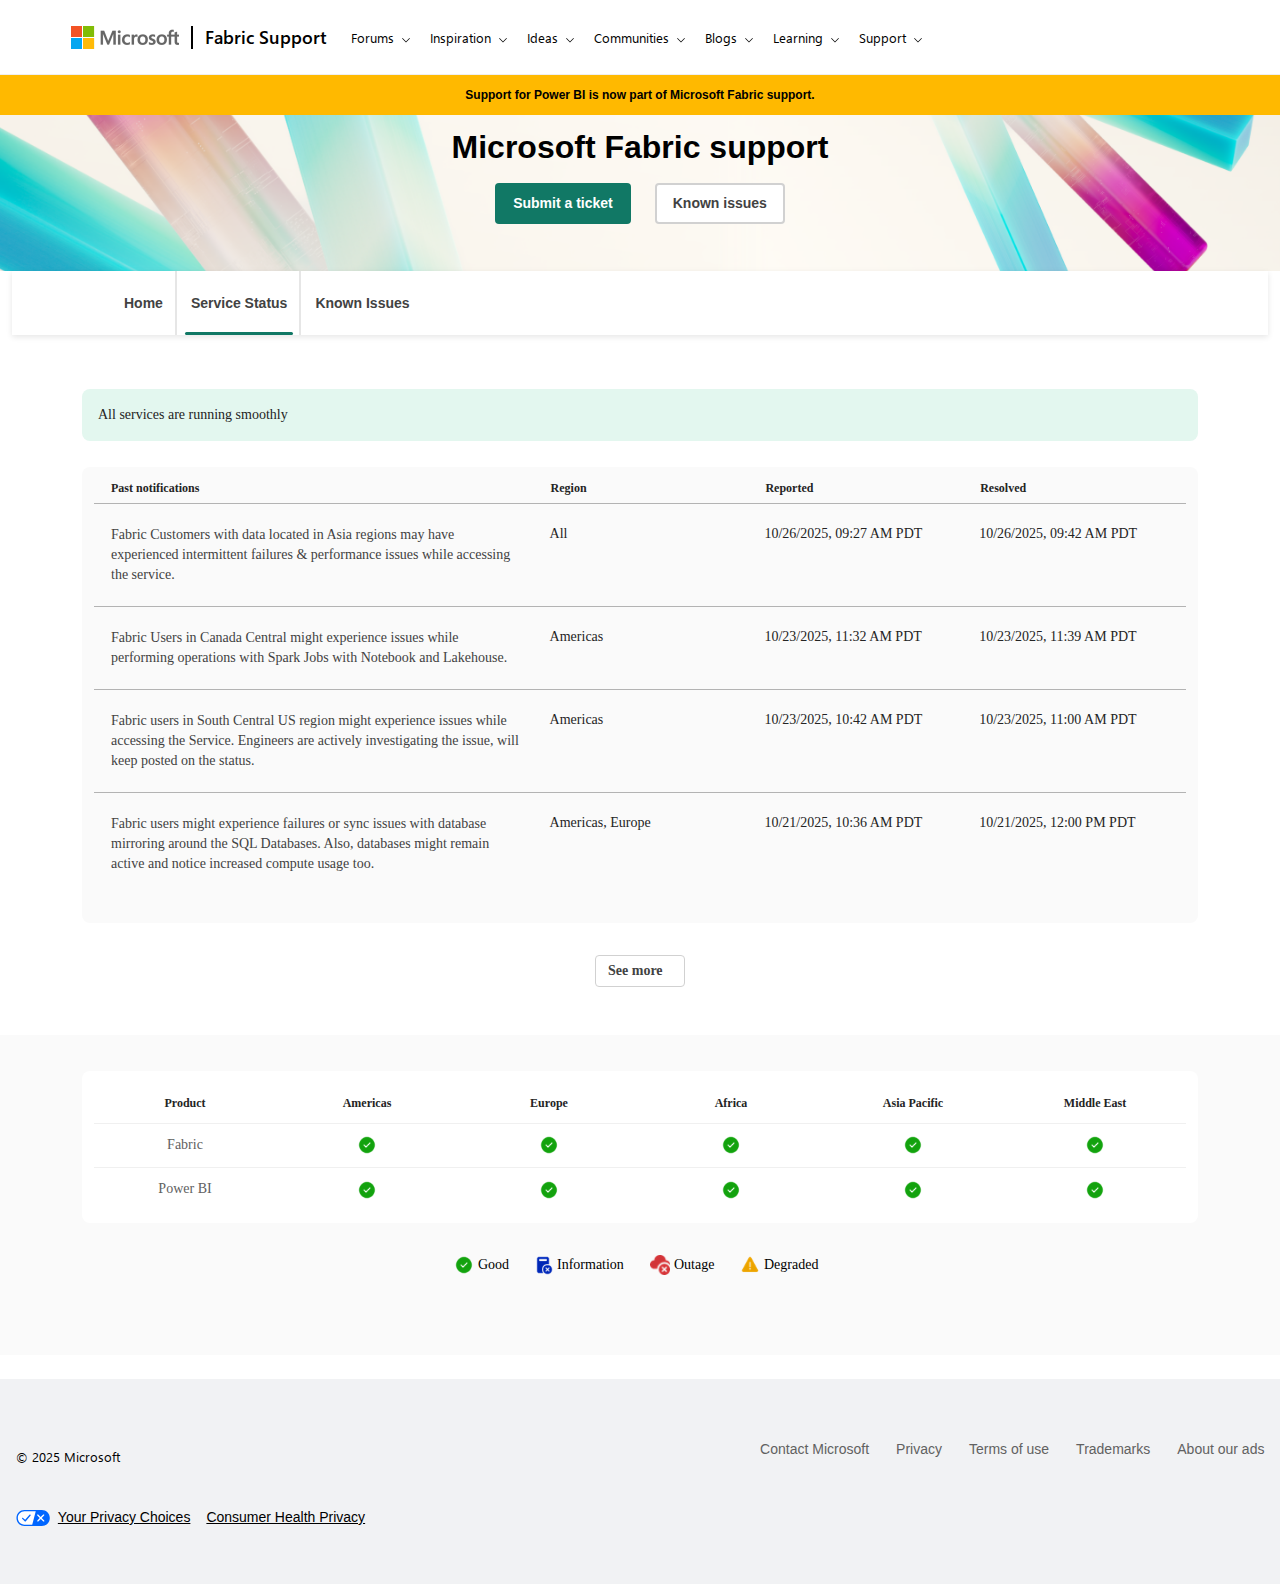 Microsoft Fabric Support Forums Inspiration Ideas Communities Blogs Learning Support
Support for Power BI is now part of Microsoft Fabric support.
Microsoft Fabric support
Submit a ticket Known issues
Home Service Status Known Issues
All services are running smoothly
Past notifications Region Reported Resolved
Fabric Customers with data located in Asia regions may have All 10/26/2025, 09:27 AM PDT 10/26/2025, 09:42 AM PDT
experienced intermittent failures & performance issues while accessing
the service.
Fabric Users in Canada Central might experience issues while Americas 10/23/2025, 11:32 AM PDT 10/23/2025, 11:39 AM PDT
performing operations with Spark Jobs with Notebook and Lakehouse.
Fabric users in South Central US region might experience issues while Americas 10/23/2025, 10:42 AM PDT 10/23/2025, 11:00 AM PDT
accessing the Service. Engineers are actively investigating the issue, will
keep posted on the status.
Fabric users might experience failures or sync issues with database Americas, Europe 10/21/2025, 10:36 AM PDT 10/21/2025, 12:00 PM PDT
mirroring around the SQL Databases. Also, databases might remain
active and notice increased compute usage too.
See more
Product Americas Europe Africa Asia Pacific Middle East
Fabric
Power BI
Good Information Outage Degraded
Contact Microsoft Privacy Terms of use Trademarks About our ads
© 2025 Microsoft
Your Privacy Choices Consumer Health Privacy